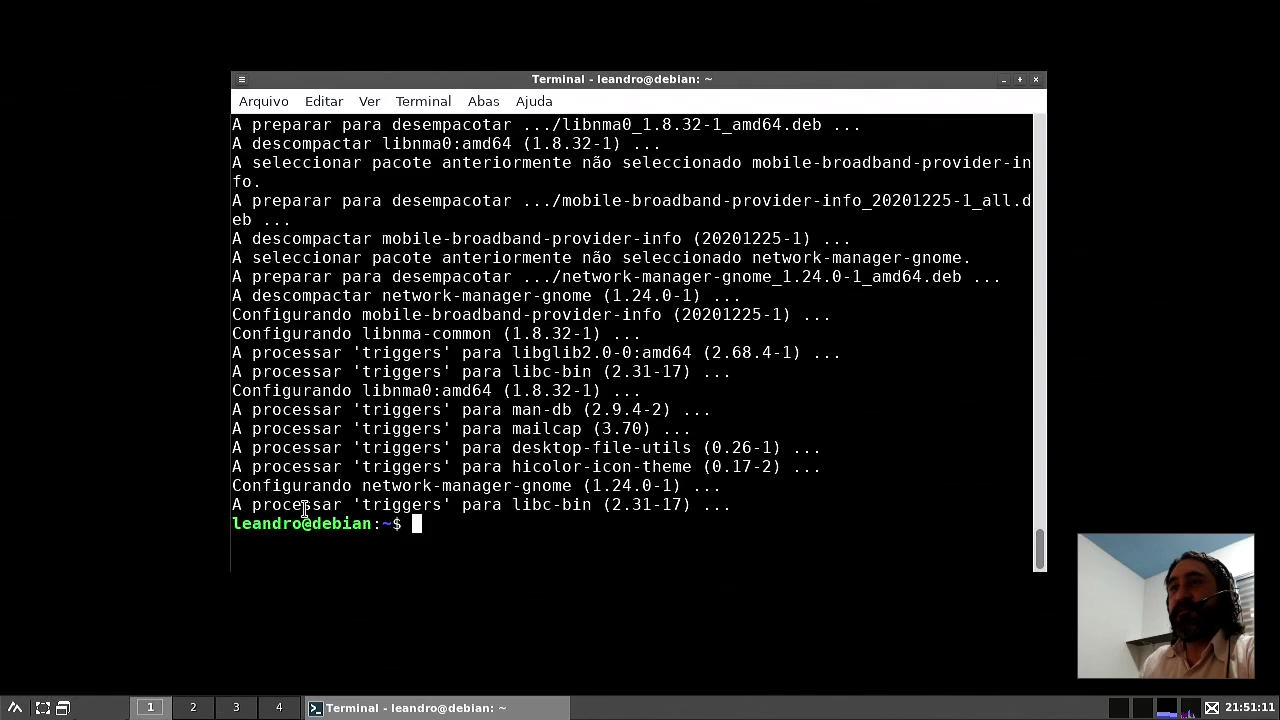 Terminal - leandro@debian: ~
Arquivo Editar Ver Terminal Abas Ajuda
A preparar para desempacotar .../libnma0_1.8.32-1_amd64.deb ...
A descompactar libnma0:amd64 (1.8.32-1) ...
A seleccionar pacote anteriormente não seleccionado mobile-broadband-provider-in
fo.
A preparar para desempacotar .../mobile-broadband-provider-info_20201225-1_all.d
eb ...
A descompactar mobile-broadband-provider-info (20201225-1) ...
A seleccionar pacote anteriormente não seleccionado network-manager-gnome.
A preparar para desempacotar .../network-manager-gnome_1.24.0-1_amd64.deb ...
A descompactar network-manager-gnome (1.24.0-1) ...
Configurando mobile-broadband-provider-info (20201225-1) ...
Configurando libnma-common (1.8.32-1) ...
A processar 'triggers' para libglib2.0-0:amd64 (2.68.4-1) ...
A processar 'triggers' para libc-bin (2.31-17) ...
Configurando libnma0:amd64 (1.8.32-1) ...
A processar 'triggers' para man-db (2.9.4-2) ...
A processar 'triggers' para mailcap (3.70) ...
A processar 'triggers' para desktop-file-utils (0.26-1) ...
A processar 'triggers' para hicolor-icon-theme (0.17-2) ...
Configurando network-manager-gnome (1.24.0-1) ...
A processar 'triggers' para libc-bin (2.31-17) ...
leandro@debian:~$
1 2 3 4 Terminal - leandro@debian: ~ 21:51:11